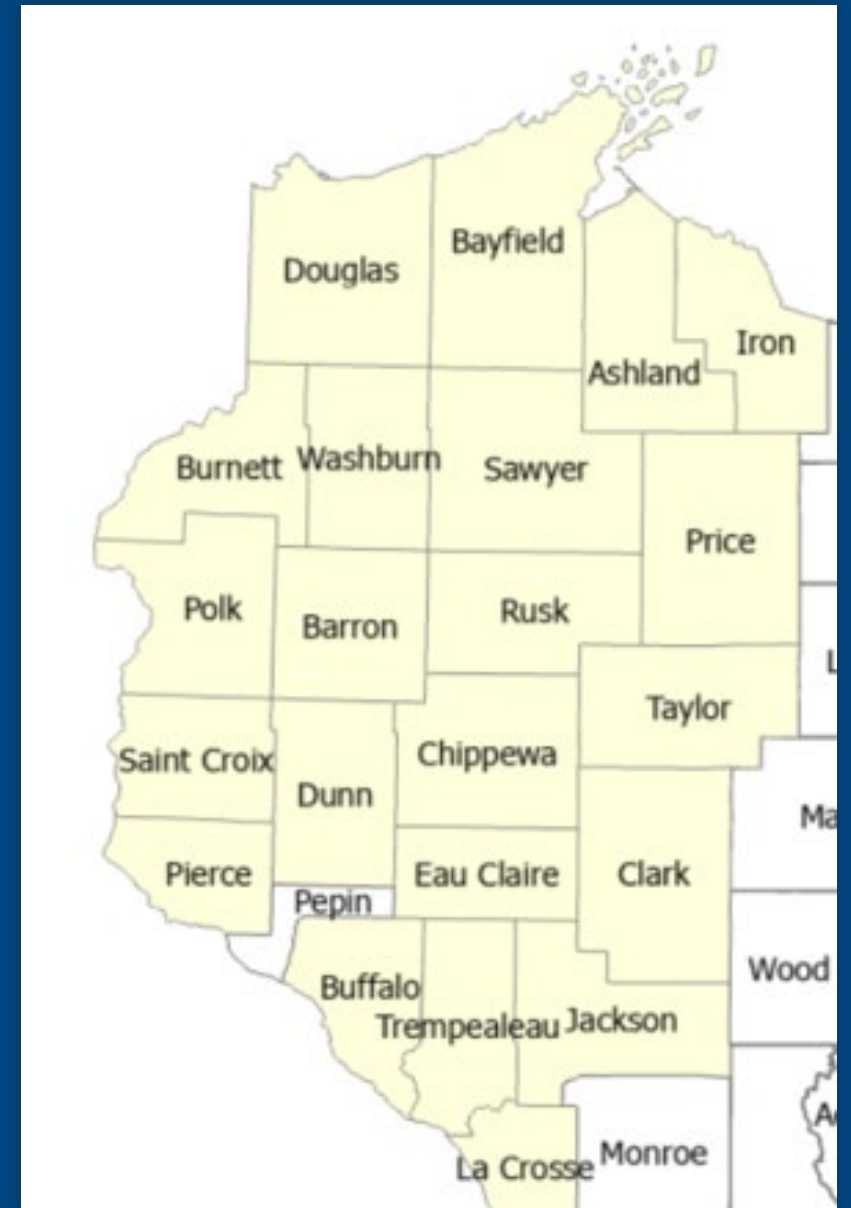 Bayfield
Douglas
Iron
Ashland
Burnett
Washburn
Sawyer
Price
Polk
Barron
Rusk
Taylor
Saint Croix
Chippewa
Dunn
Ma
Pierce
Eau Claire
Clark
Pepin
Wood
Buffalo
Trempealeau
Jackson
Monroe
La Crosse